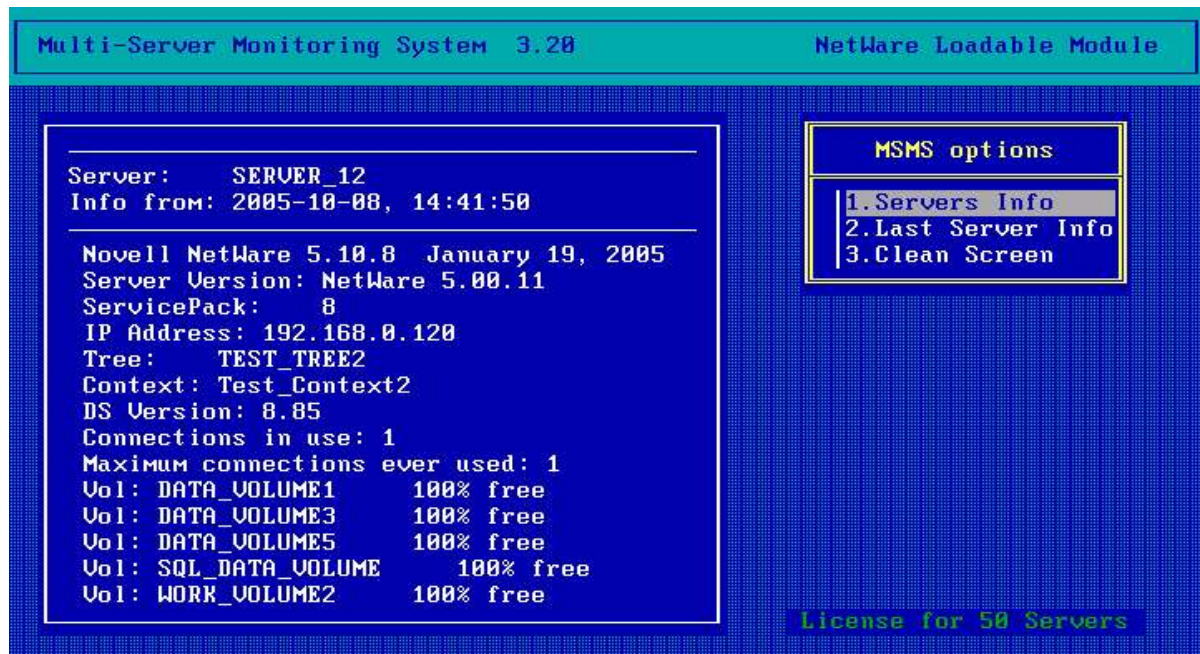 Multi-Server Monitoring System 3.20 NetWare Loadable Module
Server: SERVER_12
Info from: 2005-10-08, 14:41:50
Novell NetWare 5.10.8 January 19, 2005
Server Version: NetWare 5.00.11
ServicePack: 8
IP Address: 192.168.0.120
Tree: TEST_TREE2
Context: Test_Context2
DS Version: 8.85
Connections in use: 1
Maximum connections ever used: 1
Vol: DATA_VOLUME1 100% free
Vol: DATA_VOLUME3 100% free
Vol: DATA_VOLUME5 100% free
Vol: SQL_DATA_VOLUME 100% free
Vol: WORK_VOLUME2 100% free
MSMS options
1.Servers Info
2.Last Server Info
3.Clean Screen
License for 50 Servers